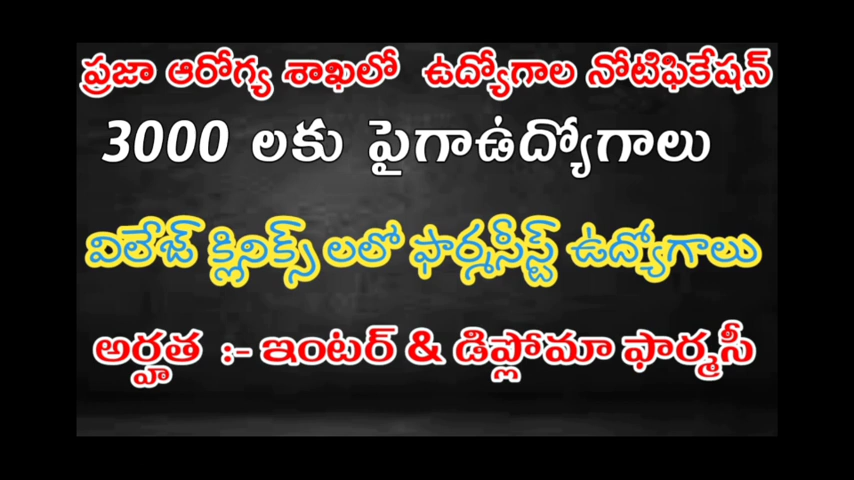 ప్రజా ఆరోగ్య శాఖలో ఉద్యోగాల నోటిఫికేషన్
3000 లకు పైగాఉద్యోగాలు
విలేజ్ క్లినిక్స్ లలో ఫార్మసీస్ట్ ఉద్యోగాలు
అర్హత :- ఇంటర్ & డిప్లోమా ఫార్మసీ